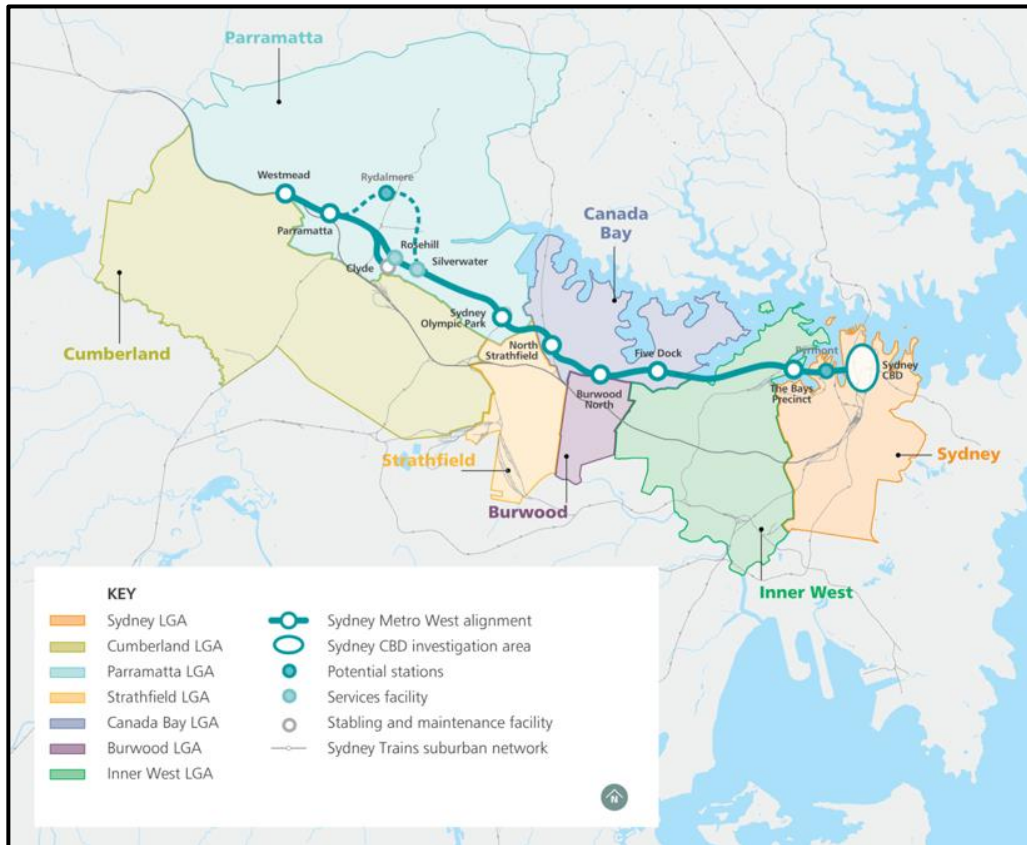 Parramatta
Westmead
Rydalmere
Canada
Bay
Parramatta
Rosehill
Silverwater
Clyde
Sydney
Olympic Park
Cumberland
North
Strathfield
Five Dock
Pyrmont
Sydney
CBD
Burwood
North
The Bays
Precinct
Strathfield
Sydney
Burwood
Inner West
KEY
Sydney LGA
Cumberland LGA
Parramatta LGA
Strathfield LGA
Canada Bay LGA
Burwood LGA
Inner West LGA
Sydney Metro West alignment
Sydney CBD investigation area
Potential stations
Services facility
Stabling and maintenance facility
Sydney Trains suburban network
N